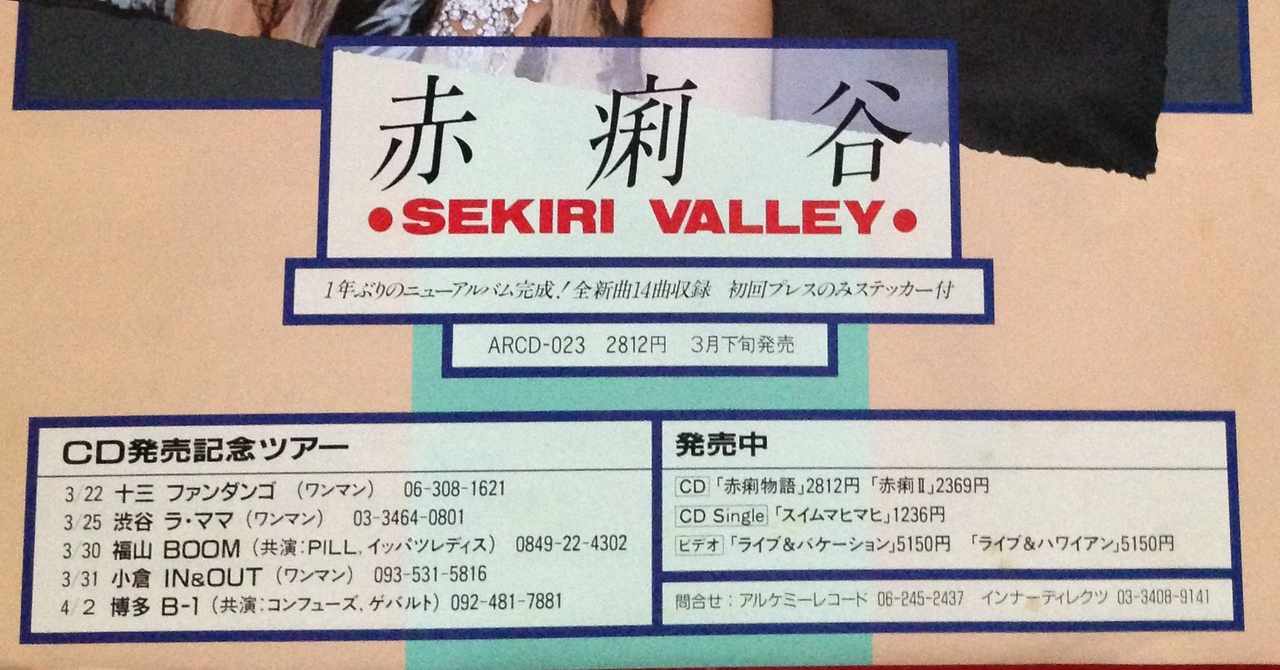 赤痢谷
●SEKIRI VALLEY●
1年ぶりのニューアルバム完成！全新曲14曲収録 初回プレスのみステッカー付
ARCD-023 2812円 3月下旬発売
CD発売記念ツアー
3/22 十三 ファンダンゴ (ワンマン) 06-308-1621
3/25 渋谷 ラ・ママ (ワンマン) 03-3464-0801
3/30 福山 BOOM (共演:PILL,イッパツレディス) 0849-22-4302
3/31 小倉 IN&OUT (ワンマン) 093-531-5816
4/2 博多 B-1 (共演:コンフューズ,ゲバルト) 092-481-7881
発売中
CD「赤痢物語」2812円「赤痢Ⅱ」2369円
CD Single「スイムマヒマヒ」1236円
ビデオ「ライブ&バケーション」5150円 「ライブ&ハワイアン」5150円
問合せ:アルケミーレコード 06-245-2437 インナーディレクツ 03-3408-9141